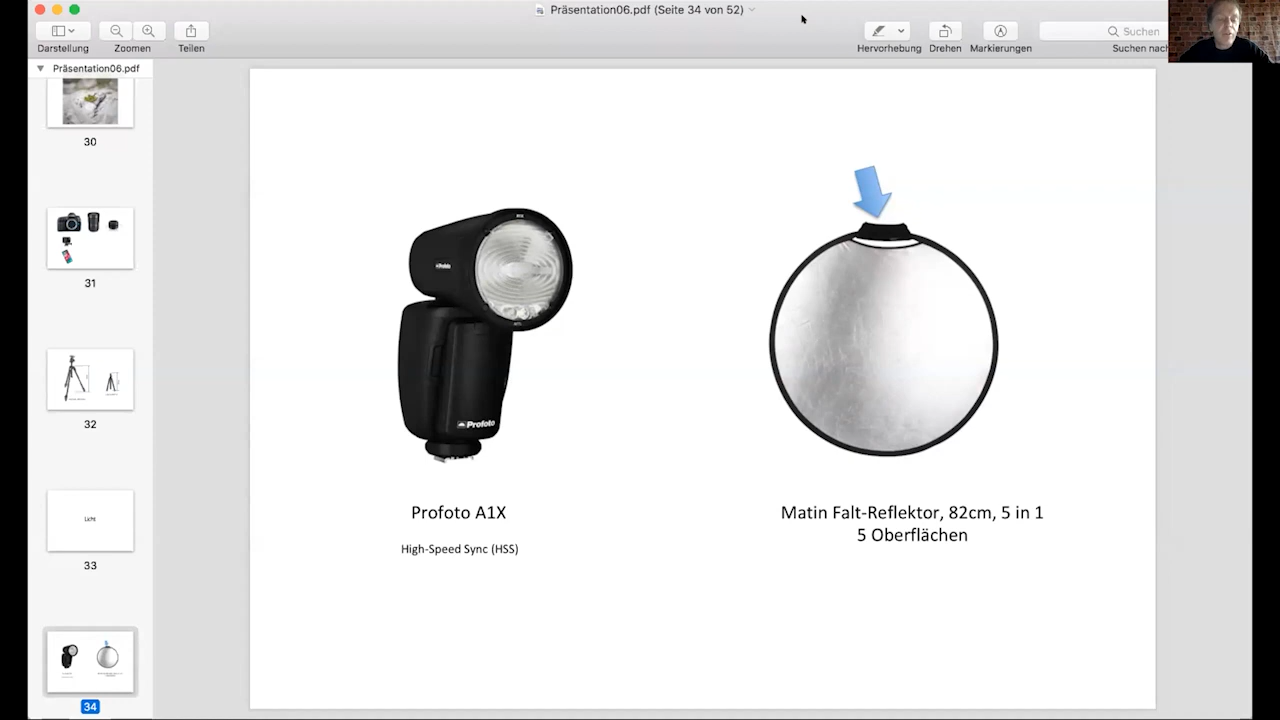 Präsentation06.pdf (Seite 34 von 52)
Darstellung
Zoomen
Teilen
Hervorhebung
Drehen
Markierungen
Suchen
Suchen nach
Präsentation06.pdf
30
31
32
Licht
33
34
Profoto
Profoto
Profoto A1X
High-Speed Sync (HSS)
Matin Falt-Reflektor, 82cm, 5 in 1
5 Oberflächen